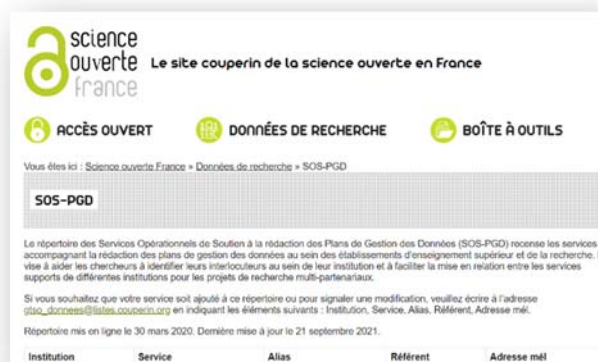 science
ouverte
france
Le site couperin de la science ouverte en France
ACCÈS OUVERT
DONNÉES DE RECHERCHE
BOÎTE À OUTILS
Vous êtes ici : Science ouverte France » Données de recherche » SOS-PGD
SOS-PGD
Le répertoire des Services Opérationnels de Soutien à la rédaction des Plans de Gestion des Données (SOS-PGD) recense les services
accompagnant la rédaction des plans de gestion des données au sein des établissements d'enseignement supérieur et de la recherche.
vise à aider les chercheurs à identifier leurs interlocuteurs au sein de leur institution et à faciliter la mise en relation entre les services
supports de différentes institutions pour les projets de recherche multi-partenariaux.
Si vous souhaitez que votre service soit ajouté à ce répertoire ou pour signaler une modification, veuillez écrire à l'adresse
gtso_donnees@listes.couperin.org en indiquant les éléments suivants : Institution, Service, Alias, Référent, Adresse mél.
Répertoire mis en ligne le 30 mars 2020. Dernière mise à jour le 21 septembre 2021.
Institution Service Alias Référent Adresse mél